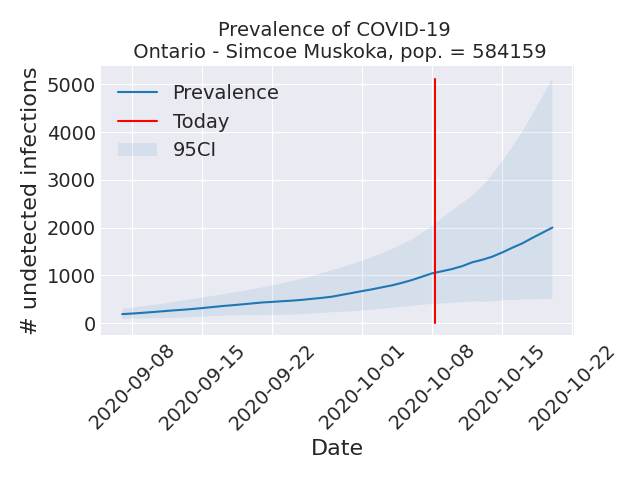 Prevalence of COVID-19
Ontario - Simcoe Muskoka, pop. = 584159
# undetected infections
5000
4000
3000
2000
1000
0
Prevalence
Today
95CI
2020-09-08
2020-09-15
2020-09-22
2020-10-01
2020-10-08
2020-10-15
2020-10-22
Date